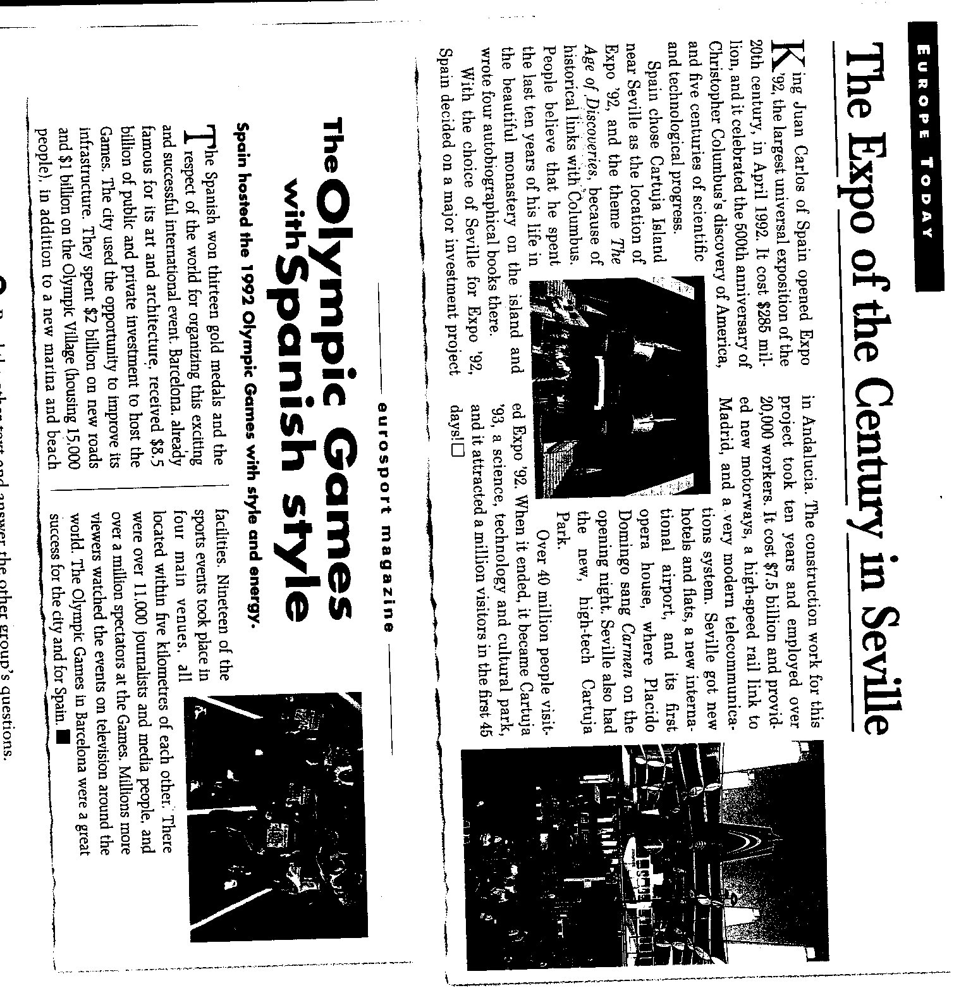 EUROPE TODAY
The Expo of the Century in Seville
King Juan Carlos of Spain opened Expo
'92, the largest universal exposition of the
20th century, in April 1992. It cost $285 mil-
lion, and it celebrated the 500th anniversary of
Christopher Columbus's discovery of America,
and five centuries of scientific
and technological progress.
Spain chose Cartuja Island
near Seville as the location of
Expo '92, and the theme The
Age of Discoveries, because of
historical links with Columbus.
People believe that he spent
the last ten years of his life in
the beautiful monastery on the island and
wrote four autobiographical books there.
With the choice of Seville for Expo '92,
Spain decided on a major investment project
in Andalucia. The construction work for this
project took ten years and employed over
20,000 workers. It cost $7.5 billion and provid-
ed new motorways, a high-speed rail link to
Madrid, and a very modern telecommunica-
tions system. Seville got new
hotels and flats, a new interna-
tional airport, and its first
opera house, where Placido
Domingo sang Carmen on the
opening night. Seville also had
the new, high-tech Cartuja
Park.
Over 40 million people visit-
ed Expo '92. When it ended, it became Cartuja
'93, a science, technology and cultural park,
and it attracted a million visitors in the first 45
days!
eurosport magazine
The Olympic Games
with Spanish style
Spain hosted the 1992 Olympic Games with style and energy.
The Spanish won thirteen gold medals and the
respect of the world for organizing this exciting
and successful international event. Barcelona, already
famous for its art and architecture, received $8.5
billion of public and private investment to host the
Games. The city used the opportunity to improve its
infrastructure. They spent $2 billion on new roads
and $1 billion on the Olympic Village (housing 15,000
people), in addition to a new marina and beach
facilities. Nineteen of the
sports events took place in
four main venues, all
located within five kilometres of each other. There
were over 11,000 journalists and media people, and
over a million spectators at the Games. Millions more
viewers watched the events on television around the
world. The Olympic Games in Barcelona were a great
success for the city and for Spain.
text and answer the other group's questions.